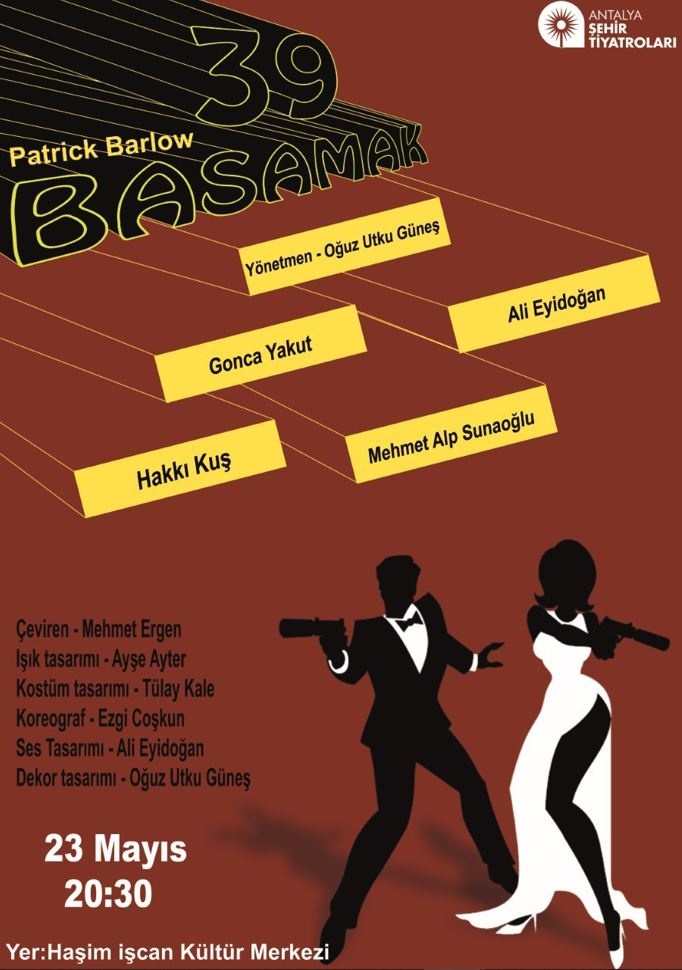 ANTALYA
ŞEHİR
TİYATROLARI
39
Patrick Barlow
BASAMAK
Yönetmen - Oğuz Utku Güneş
Ali Eyidoğan
Gonca Yakut
Mehmet Alp Sunaoğlu
Hakkı Kuş
Çeviren - Mehmet Ergen
Işık tasarımı - Ayşe Ayter
Kostüm tasarımı - Tülay Kale
Koreograf - Ezgi Coşkun
Ses Tasarımı - Ali Eyidoğan
Dekor tasarımı - Oğuz Utku Güneş
23 Mayıs
20:30
Yer:Haşim işcan Kültür Merkezi